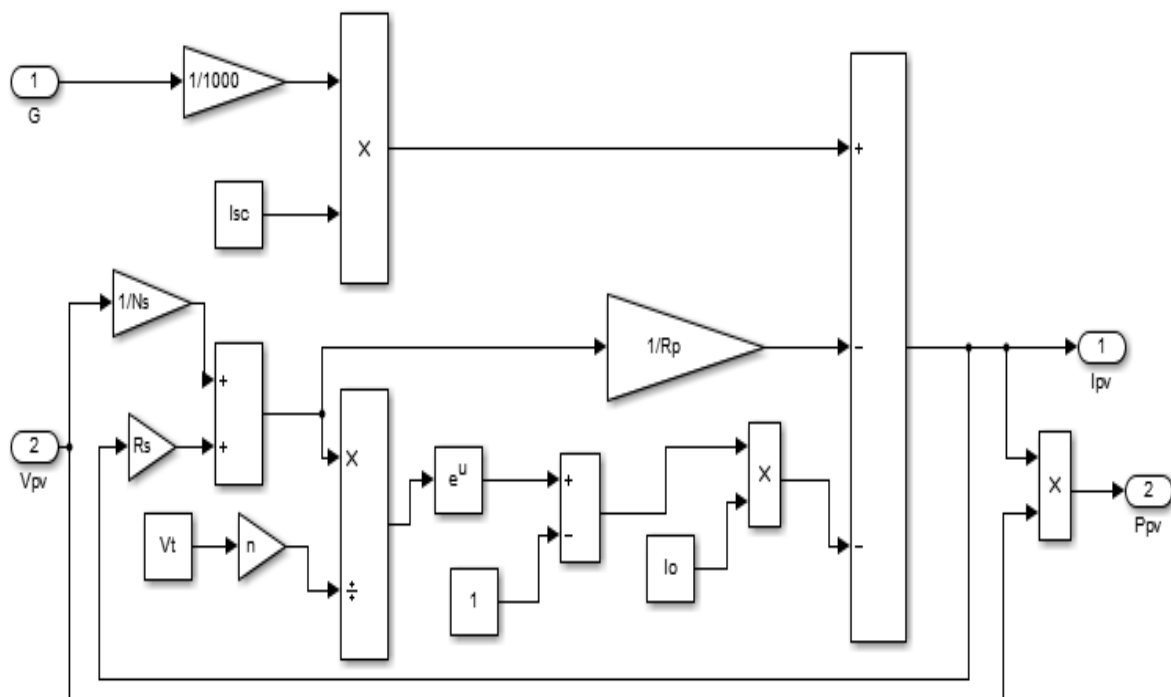 1
G
1/1000
X
+
Isc
1/Ns
+
+
Rs
2
Vpv
1/Rp
−
1
Ipv
X
÷
e^u
+
−
X
X
2
Ppv
Vt
n
1
Io
−